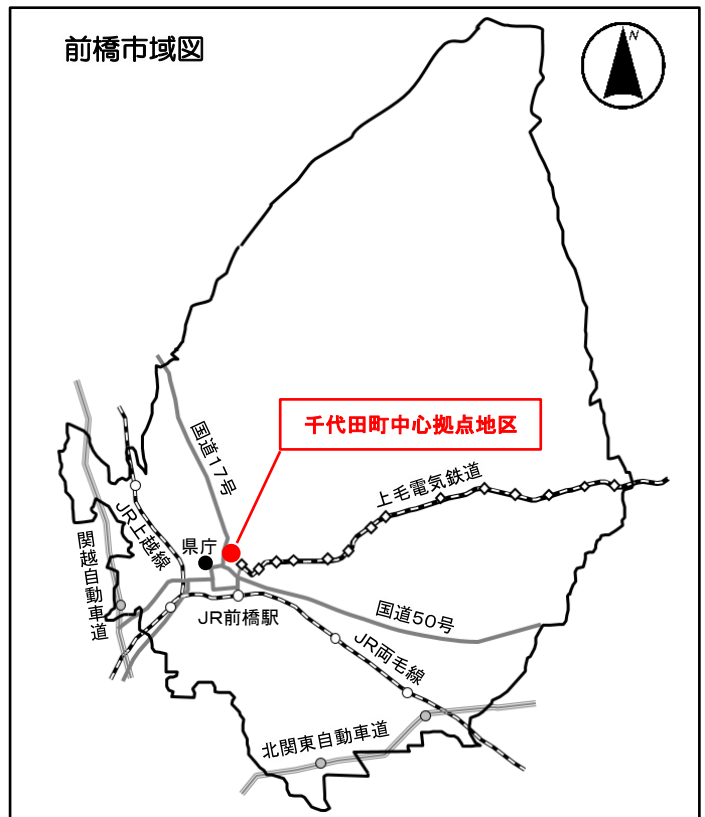 前橋市域図
N
千代田町中心拠点地区
国道17号
上毛電気鉄道
JR上越線
県庁
関越自動車道
JR前橋駅
国道50号
JR両毛線
北関東自動車道